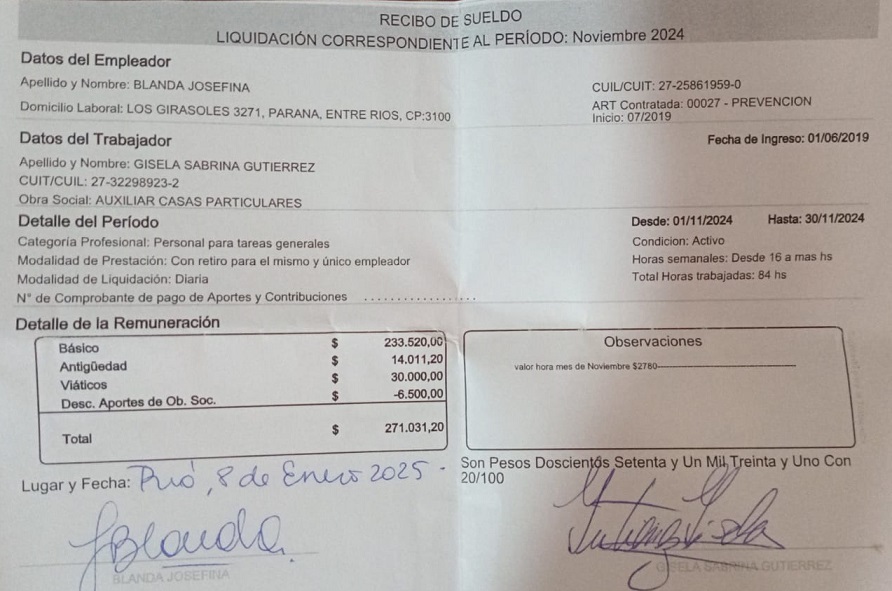 RECIBO DE SUELDO
LIQUIDACIÓN CORRESPONDIENTE AL PERÍODO: Noviembre 2024
Datos del Empleador
Apellido y Nombre: BLANDA JOSEFINA
CUIL/CUIT: 27-25861959-0
Domicilio Laboral: LOS GIRASOLES 3271, PARANA, ENTRE RIOS, CP:3100
ART Contratada: 00027 - PREVENCION
Inicio: 07/2019
Datos del Trabajador
Fecha de Ingreso: 01/06/2019
Apellido y Nombre: GISELA SABRINA GUTIERREZ
CUIT/CUIL: 27-32298923-2
Obra Social: AUXILIAR CASAS PARTICULARES
Detalle del Período
Desde: 01/11/2024 Hasta: 30/11/2024
Categoría Profesional: Personal para tareas generales
Condicion: Activo
Modalidad de Prestación: Con retiro para el mismo y único empleador
Horas semanales: Desde 16 a mas hs
Modalidad de Liquidación: Diaria
Total Horas trabajadas: 84 hs
N° de Comprobante de pago de Aportes y Contribuciones ..................
Detalle de la Remuneración
Básico $ 233.520,00
Antigüedad $ 14.011,20
Viáticos $ 30.000,00
Desc. Aportes de Ob. Soc. $ -6.500,00
Total $ 271.031,20
Observaciones
valor hora mes de Noviembre $2780
Lugar y Fecha: Pná, 8 de Enero 2025.
Son Pesos Doscientos Setenta y Un Mil Treinta y Uno Con
20/100
JBlanda
BLANDA JOSEFINA
GISELA SABRINA GUTIERREZ